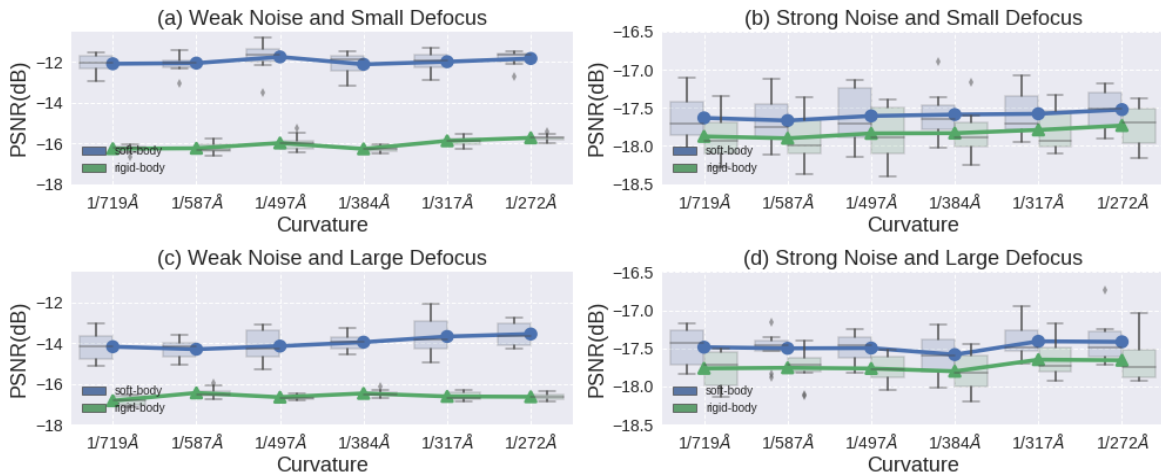 (a) Weak Noise and Small Defocus
PSNR(dB)
−12
−14
−16
−18
soft-body
rigid-body
1/719Å 1/587Å 1/497Å 1/384Å 1/317Å 1/272Å
Curvature
(b) Strong Noise and Small Defocus
PSNR(dB)
−16.5
−17.0
−17.5
−18.0
−18.5
soft-body
rigid-body
1/719Å 1/587Å 1/497Å 1/384Å 1/317Å 1/272Å
Curvature
(c) Weak Noise and Large Defocus
PSNR(dB)
−12
−14
−16
−18
soft-body
rigid-body
1/719Å 1/587Å 1/497Å 1/384Å 1/317Å 1/272Å
Curvature
(d) Strong Noise and Large Defocus
PSNR(dB)
−16.5
−17.0
−17.5
−18.0
−18.5
soft-body
rigid-body
1/719Å 1/587Å 1/497Å 1/384Å 1/317Å 1/272Å
Curvature